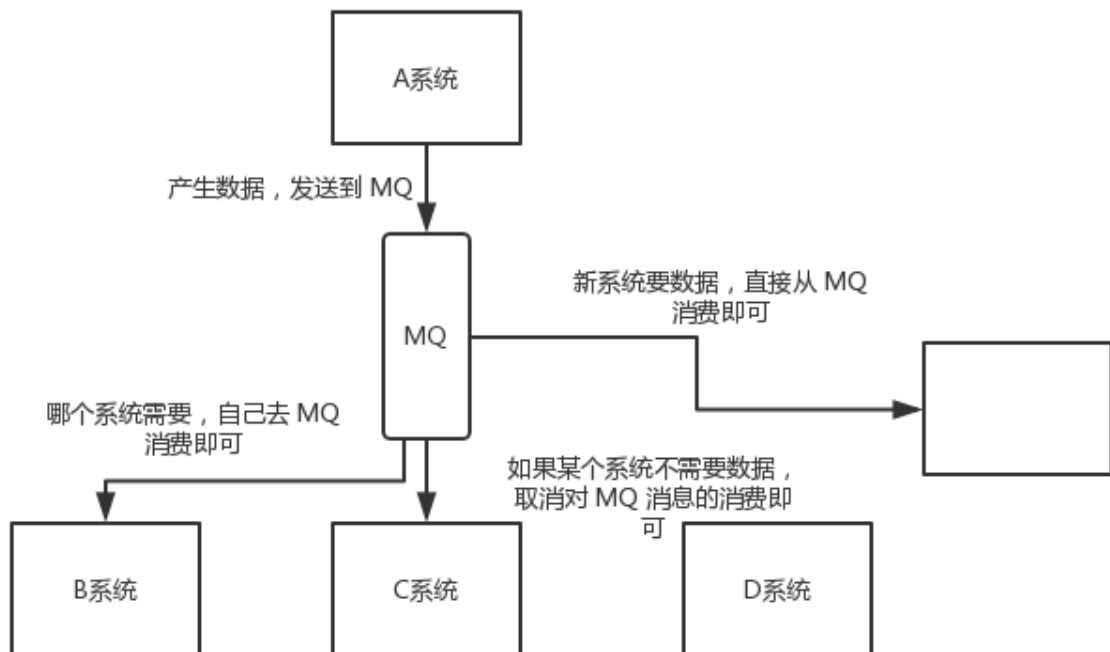 A系统
产生数据，发送到 MQ
新系统要数据，直接从 MQ
消费即可
MQ
哪个系统需要，自己去 MQ
消费即可
如果某个系统不需要数据，
取消对 MQ 消息的消费即
可
B系统
C系统
D系统